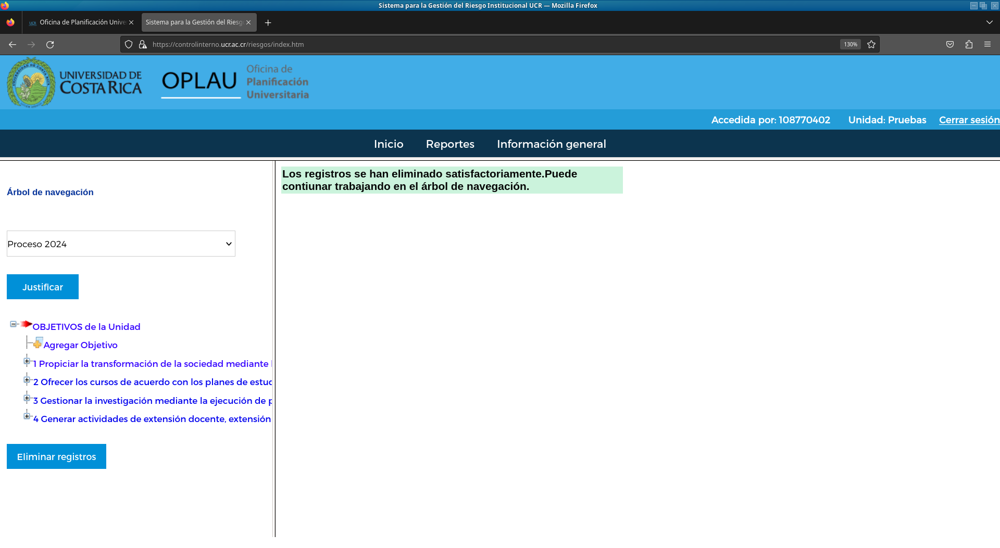 Sistema para la Gestión del Riesgo Institucional UCR — Mozilla Firefox
Oficina de Planificación Unive
Sistema para la Gestión del Riesg
https://controlinterno.ucr.ac.cr/riesgos/index.htm
130%
UNIVERSIDAD DE
COSTA RICA
OPLAU
Oficina de
Planificación
Universitaria
Accedida por: 108770402 Unidad: Pruebas Cerrar sesión
Inicio Reportes Información general
Árbol de navegación
Los registros se han eliminado satisfactoriamente.Puede
contiunar trabajando en el árbol de navegación.
Proceso 2024
Justificar
OBJETIVOS de la Unidad
Agregar Objetivo
1 Propiciar la transformación de la sociedad mediante
2 Ofrecer los cursos de acuerdo con los planes de estud
3 Gestionar la investigación mediante la ejecución de p
4 Generar actividades de extensión docente, extensión
Eliminar registros